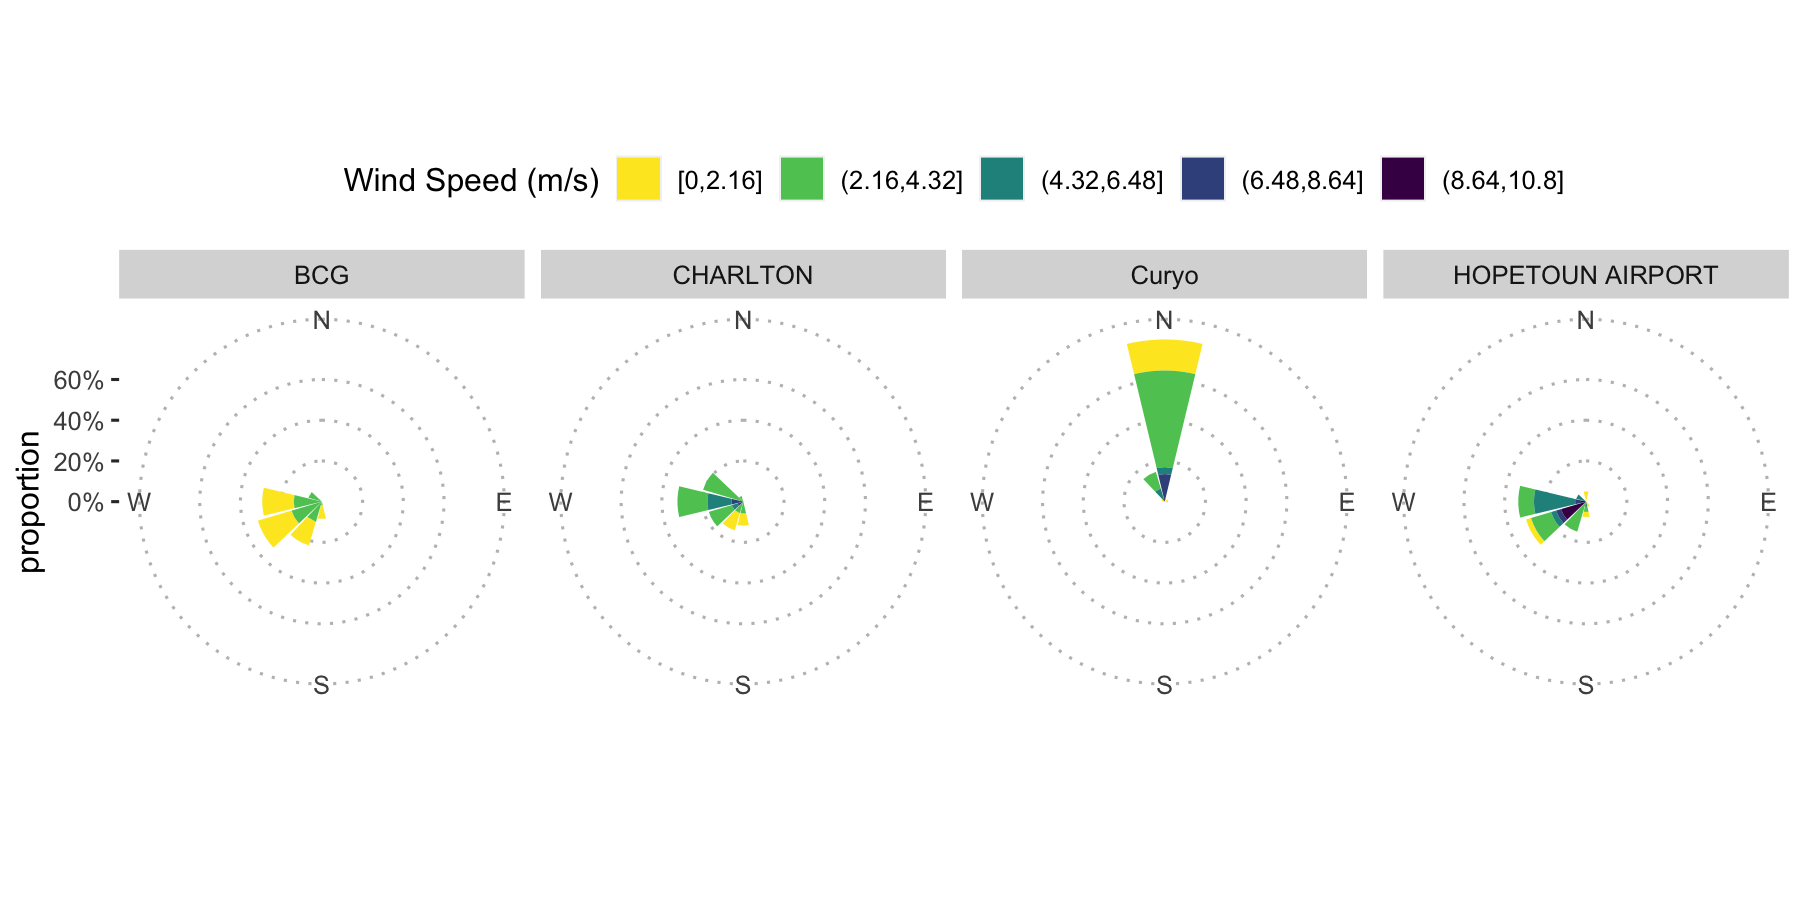 Wind Speed (m/s) [0,2.16] (2.16,4.32] (4.32,6.48] (6.48,8.64] (8.64,10.8]
BCG CHARLTON Curyo HOPETOUN AIRPORT
N N N N
60%
40%
20%
0%
W E W E W E W E
S S S S
proportion